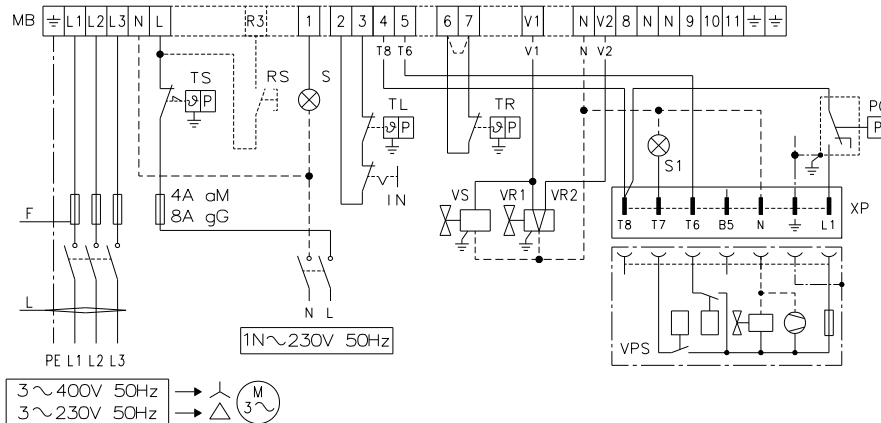 MB L1 L2 L3 N L R3 1 2 3 4 5 6 7 V1 N V2 8 N N 9 10 11
T8 T6 V1 N V2
TS RS S TL TR
ϑ P
ϑ P
ϑ P
PG
P
S1
IN
VS VR1 VR2
4A aM
8A gG
F
XP
T8 T7 T6 B5 N L1
L
N L
1N~230V 50Hz
VPS
PE L1 L2 L3
3~400V 50Hz
3~230V 50Hz
M
3~